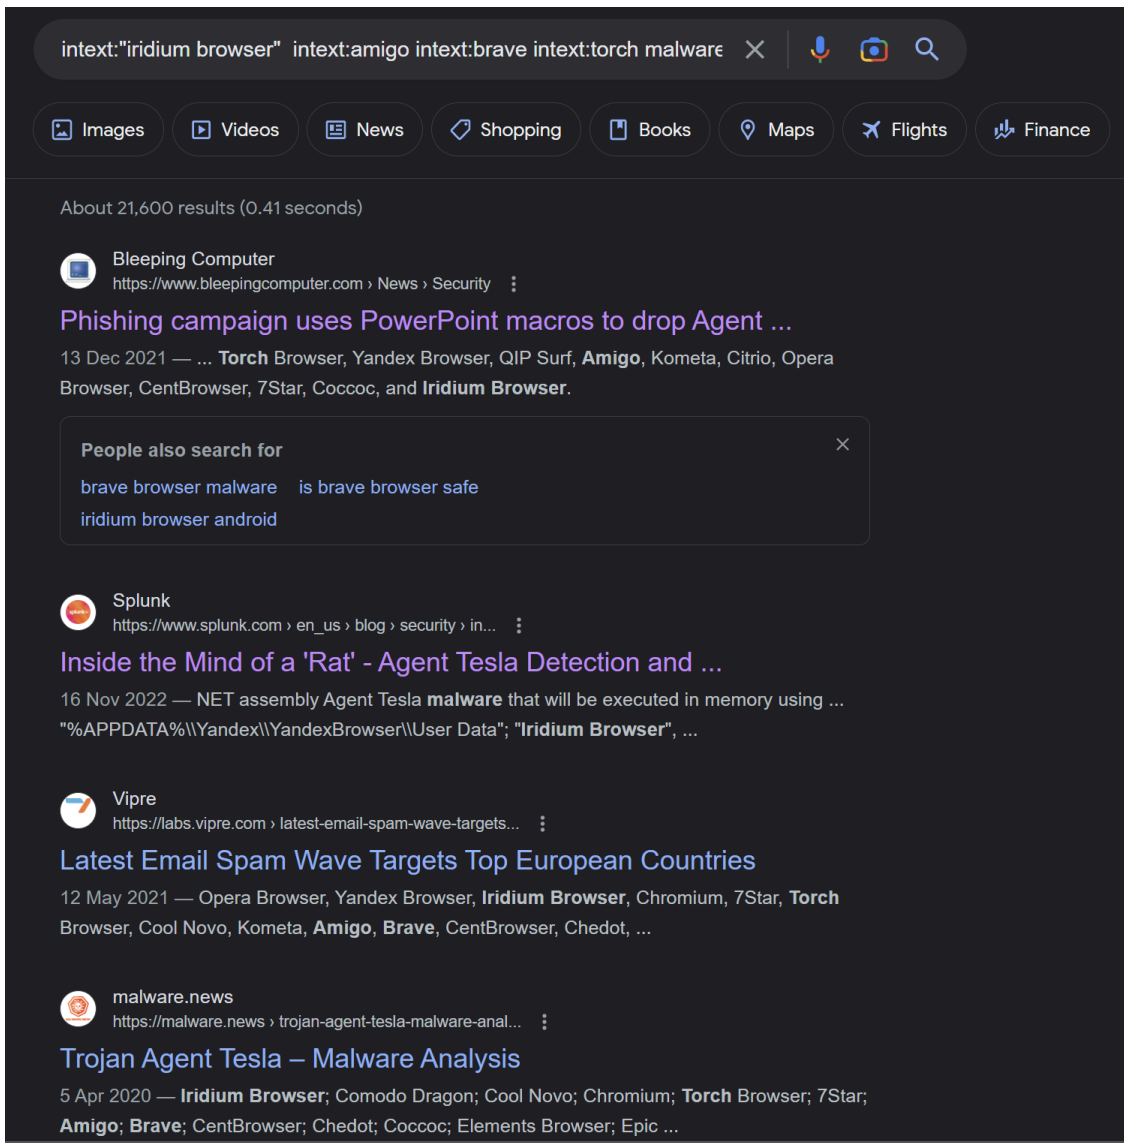 intext:"iridium browser"  intext:amigo intext:brave intext:torch malware
Images
Videos
News
Shopping
Books
Maps
Flights
Finance
About 21,600 results (0.41 seconds)
Bleeping Computer
https://www.bleepingcomputer.com › News › Security
Phishing campaign uses PowerPoint macros to drop Agent ...
13 Dec 2021 — ... Torch Browser, Yandex Browser, QIP Surf, Amigo, Kometa, Citrio, Opera
Browser, CentBrowser, 7Star, Coccoc, and Iridium Browser.
People also search for
brave browser malware
is brave browser safe
iridium browser android
Splunk
https://www.splunk.com › en_us › blog › security › in...
Inside the Mind of a 'Rat' - Agent Tesla Detection and ...
16 Nov 2022 — NET assembly Agent Tesla malware that will be executed in memory using ...
"%APPDATA%\\Yandex\\YandexBrowser\\User Data"; "Iridium Browser", ...
Vipre
https://labs.vipre.com › latest-email-spam-wave-targets...
Latest Email Spam Wave Targets Top European Countries
12 May 2021 — Opera Browser, Yandex Browser, Iridium Browser, Chromium, 7Star, Torch
Browser, Cool Novo, Kometa, Amigo, Brave, CentBrowser, Chedot, ...
malware.news
https://malware.news › trojan-agent-tesla-malware-anal...
Trojan Agent Tesla – Malware Analysis
5 Apr 2020 — Iridium Browser; Comodo Dragon; Cool Novo; Chromium; Torch Browser; 7Star;
Amigo; Brave; CentBrowser; Chedot; Coccoc; Elements Browser; Epic ...